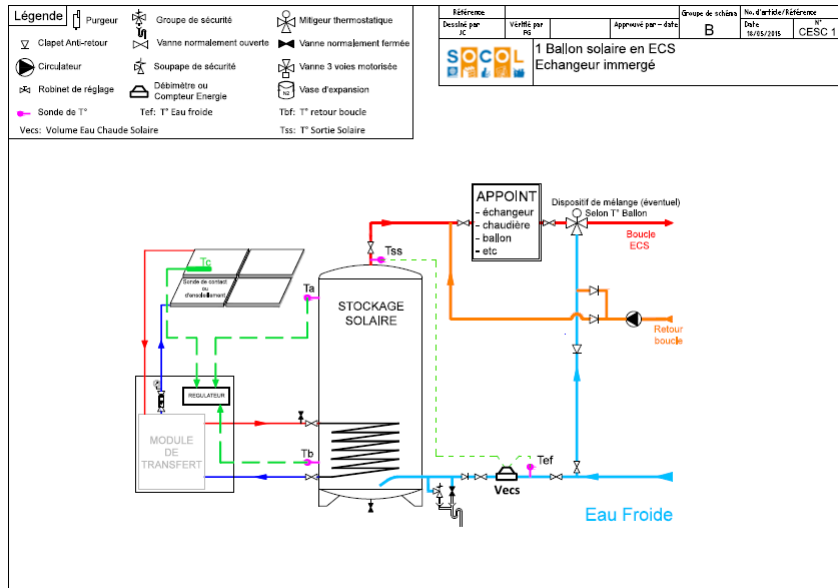 Légende
Purgeur
Groupe de sécurité
Mitigeur thermostatique
Clapet Anti-retour
Vanne normalement ouverte
Vanne normalement fermée
Circulateur
Soupape de sécurité
Vanne 3 voies motorisée
Robinet de réglage
Débimètre ou
Compteur Energie
Vase d'expansion
Sonde de T°
Tef: T° Eau froide
Tbf: T° retour boucle
Vecs: Volume Eau Chaude Solaire
Tss: T° Sortie Solaire
Référence
Groupe de schéma
No. d'article/Référence
Dessiné par
JC
Vérifié par
PG
Approuvé par - date
B
Date
18/05/2015
N°
CESC 1
SOCOL
1 Ballon solaire en ECS
Echangeur immergé
APPOINT
- échangeur
- chaudière
- ballon
- etc
Dispositif de mélange (éventuel)
Selon T° Ballon
Boucle
ECS
Tss
Tc
Sonde de contact
ou
d'ensoleillement
Ta
STOCKAGE
SOLAIRE
Retour
boucle
REGULATEUR
MODULE
DE
TRANSFERT
Tb
Tef
Vecs
Eau Froide